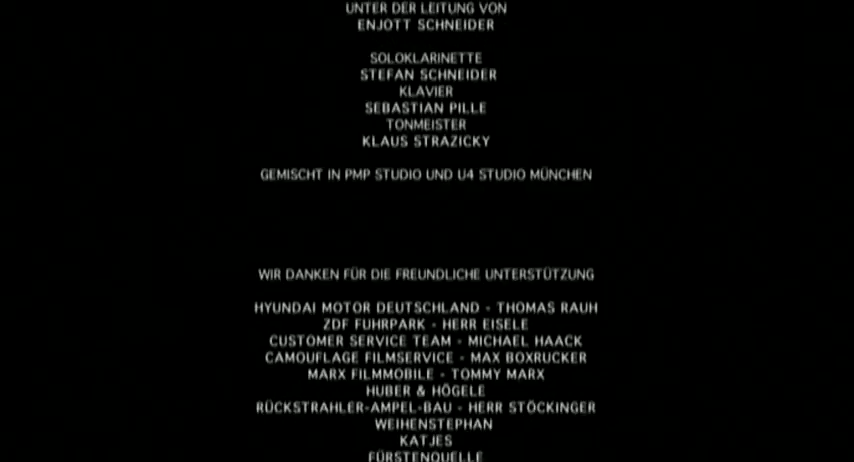 UNTER DER LEITUNG VON
ENJOTT SCHNEIDER
SOLOKLARINETTE
STEFAN SCHNEIDER
KLAVIER
SEBASTIAN PILLE
TONMEISTER
KLAUS STRAZICKY
GEMISCHT IN PMP STUDIO UND U4 STUDIO MÜNCHEN
WIR DANKEN FÜR DIE FREUNDLICHE UNTERSTÜTZUNG
HYUNDAI MOTOR DEUTSCHLAND - THOMAS RAUH
ZDF FUHRPARK - HERR EISELE
CUSTOMER SERVICE TEAM - MICHAEL HAACK
CAMOUFLAGE FILMSERVICE - MAX BOXRUCKER
MARX FILMMOBILE - TOMMY MARX
HUBER & HÖGELE
RÜCKSTRAHLER-AMPEL-BAU - HERR STÖCKINGER
WEIHENSTEPHAN
KATJES
FÜRSTENQUELLE